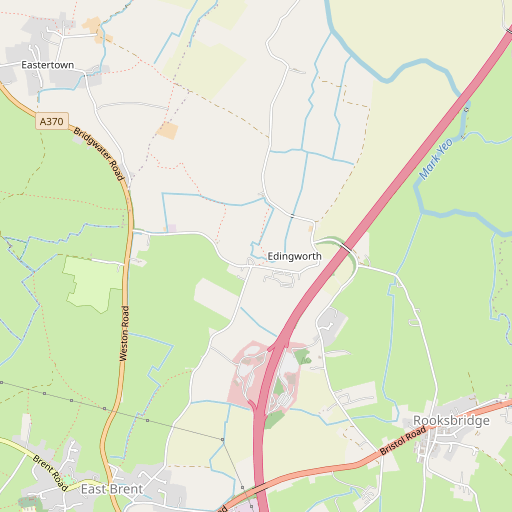 Eastertown
A370
Bridgwater Road
Mark Yeo
Edingworth
Weston Road
Rooksbridge
Bristol Road
Brent Road
East Brent